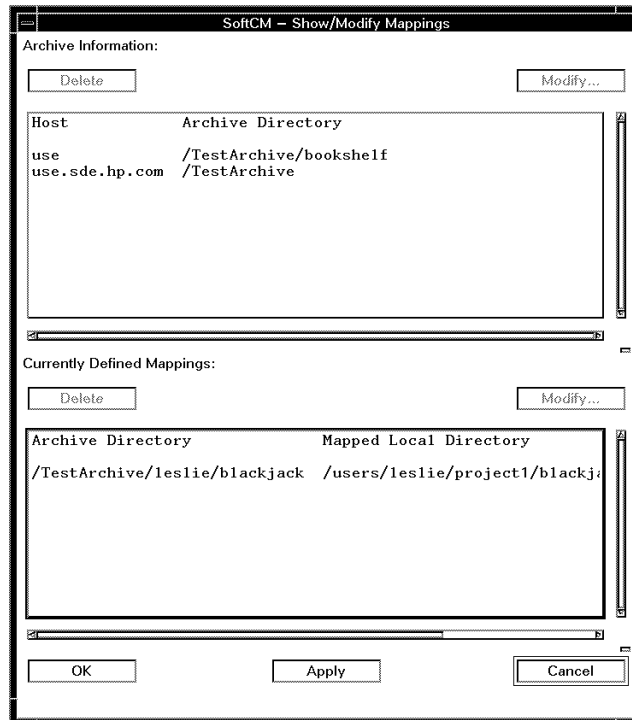 SoftCM – Show/Modify Mappings
Archive Information:
Delete Modify...
Host Archive Directory
use /TestArchive/bookshelf
use.sde.hp.com /TestArchive
Currently Defined Mappings:
Delete Modify...
Archive Directory Mapped Local Directory
/TestArchive/leslie/blackjack /users/leslie/project1/blackja
OK Apply Cancel